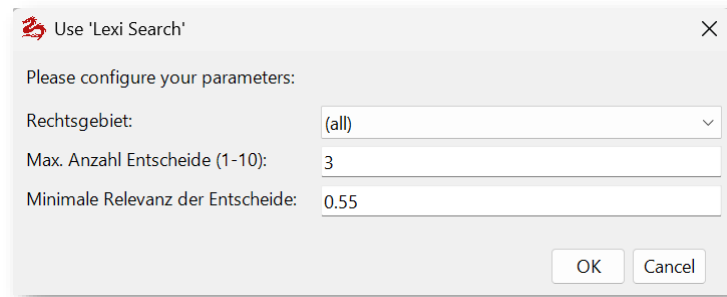 Use 'Lexi Search'
Please configure your parameters:
Rechtsgebiet: (all)
Max. Anzahl Entscheide (1-10): 3
Minimale Relevanz der Entscheide: 0.55
OK Cancel